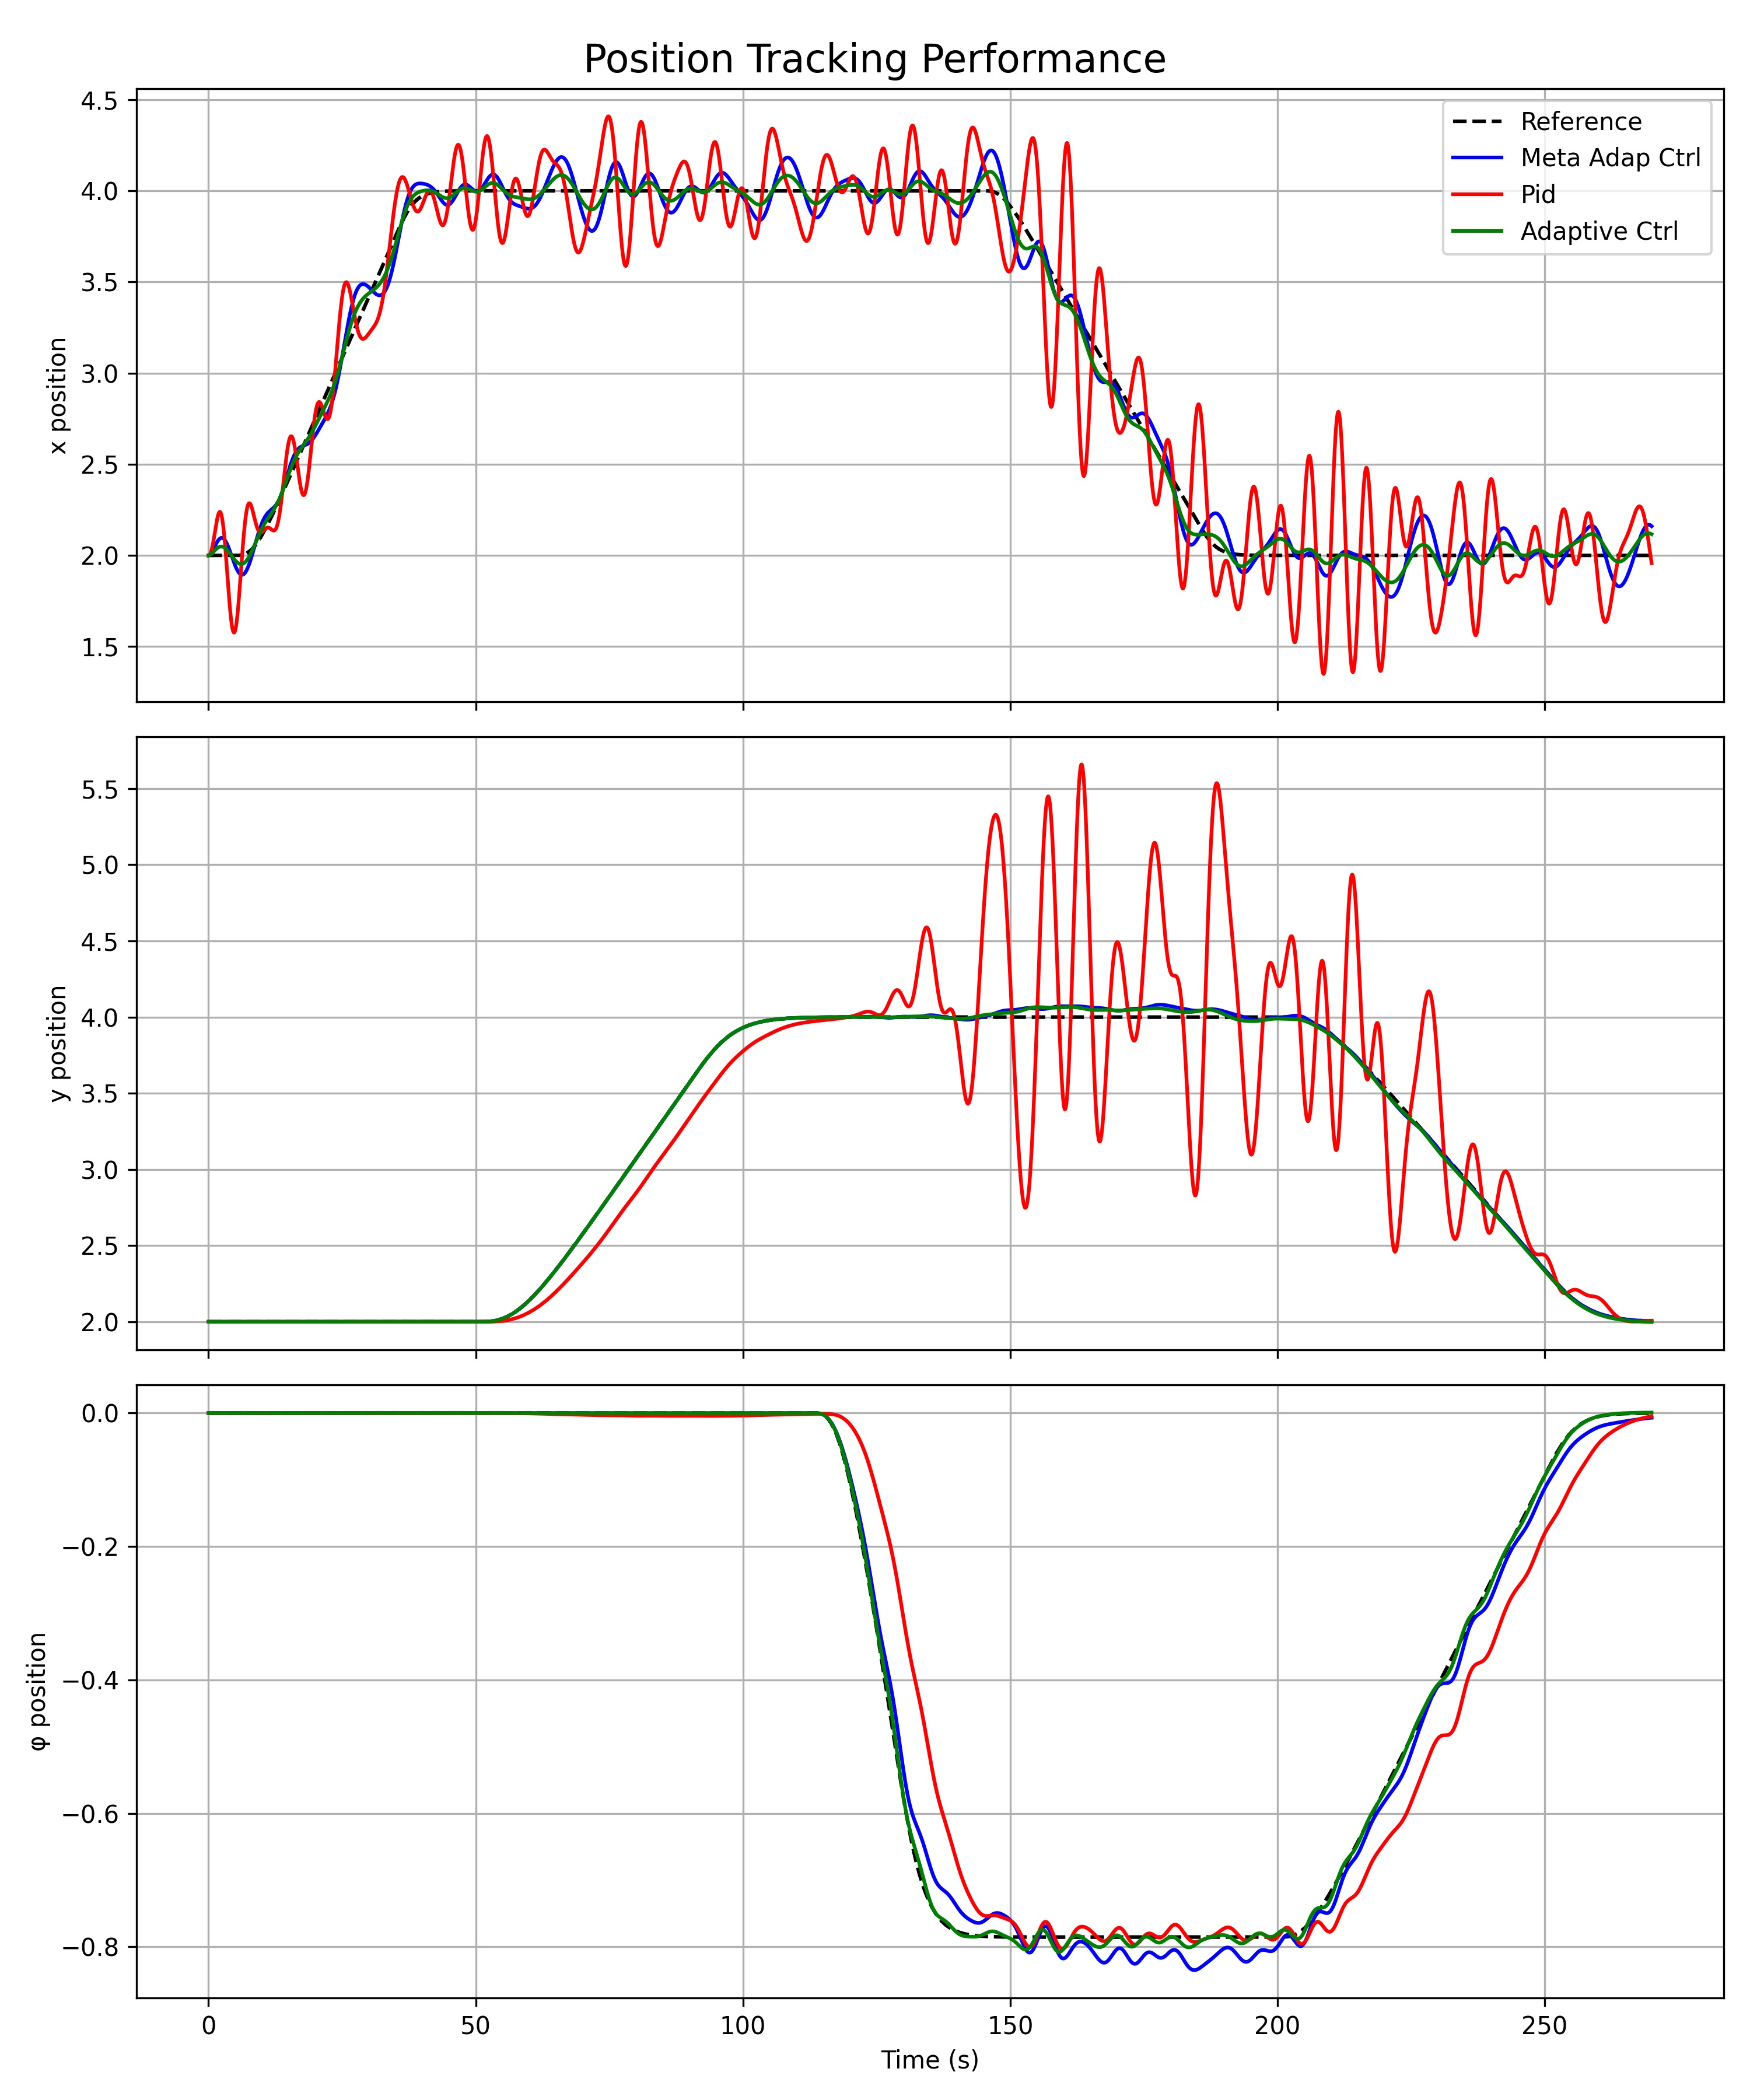 Position Tracking Performance
4.5
4.0
3.5
3.0
2.5
2.0
1.5
x position
Reference
Meta Adap Ctrl
Pid
Adaptive Ctrl
5.5
5.0
4.5
4.0
3.5
3.0
2.5
2.0
y position
0.0
−0.2
−0.4
−0.6
−0.8
φ position
0 50 100 150 200 250
Time (s)